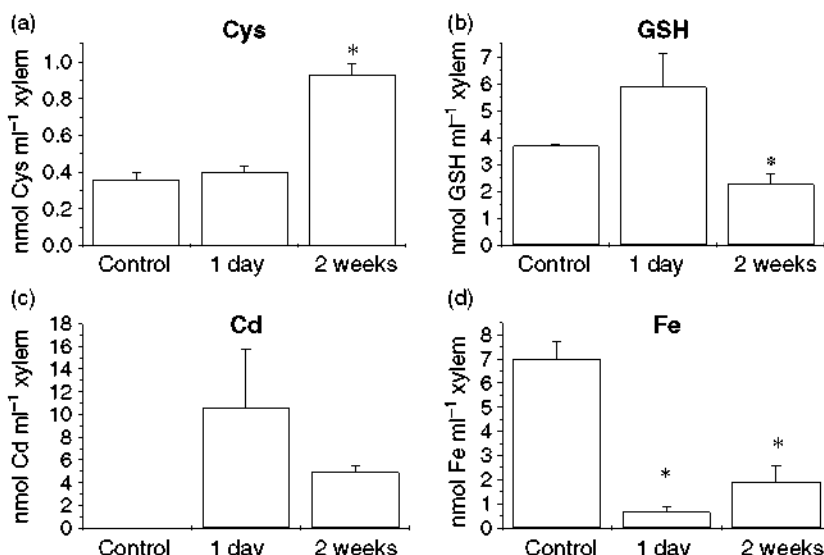 (a)
Cys
nmol Cys ml⁻¹ xylem
1.0
0.8
0.6
0.4
0.2
0.0
*
Control 1 day 2 weeks
(b)
GSH
nmol GSH ml⁻¹ xylem
7
6
5
4
3
2
1
0
*
Control 1 day 2 weeks
(c)
Cd
nmol Cd ml⁻¹ xylem
18
16
14
12
10
8
6
4
2
0
Control 1 day 2 weeks
(d)
Fe
nmol Fe ml⁻¹ xylem
8
7
6
5
4
3
2
1
0
* *
Control 1 day 2 weeks